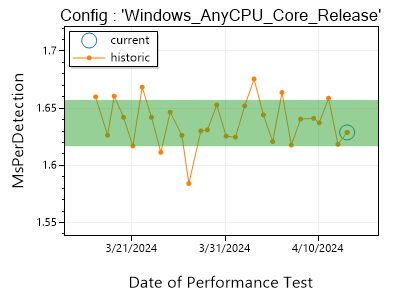 Config : 'Windows_AnyCPU_Core_Release'
current
historic
1.7
1.65
1.6
1.55
MsPerDetection
3/21/2024
3/31/2024
4/10/2024
Date of Performance Test